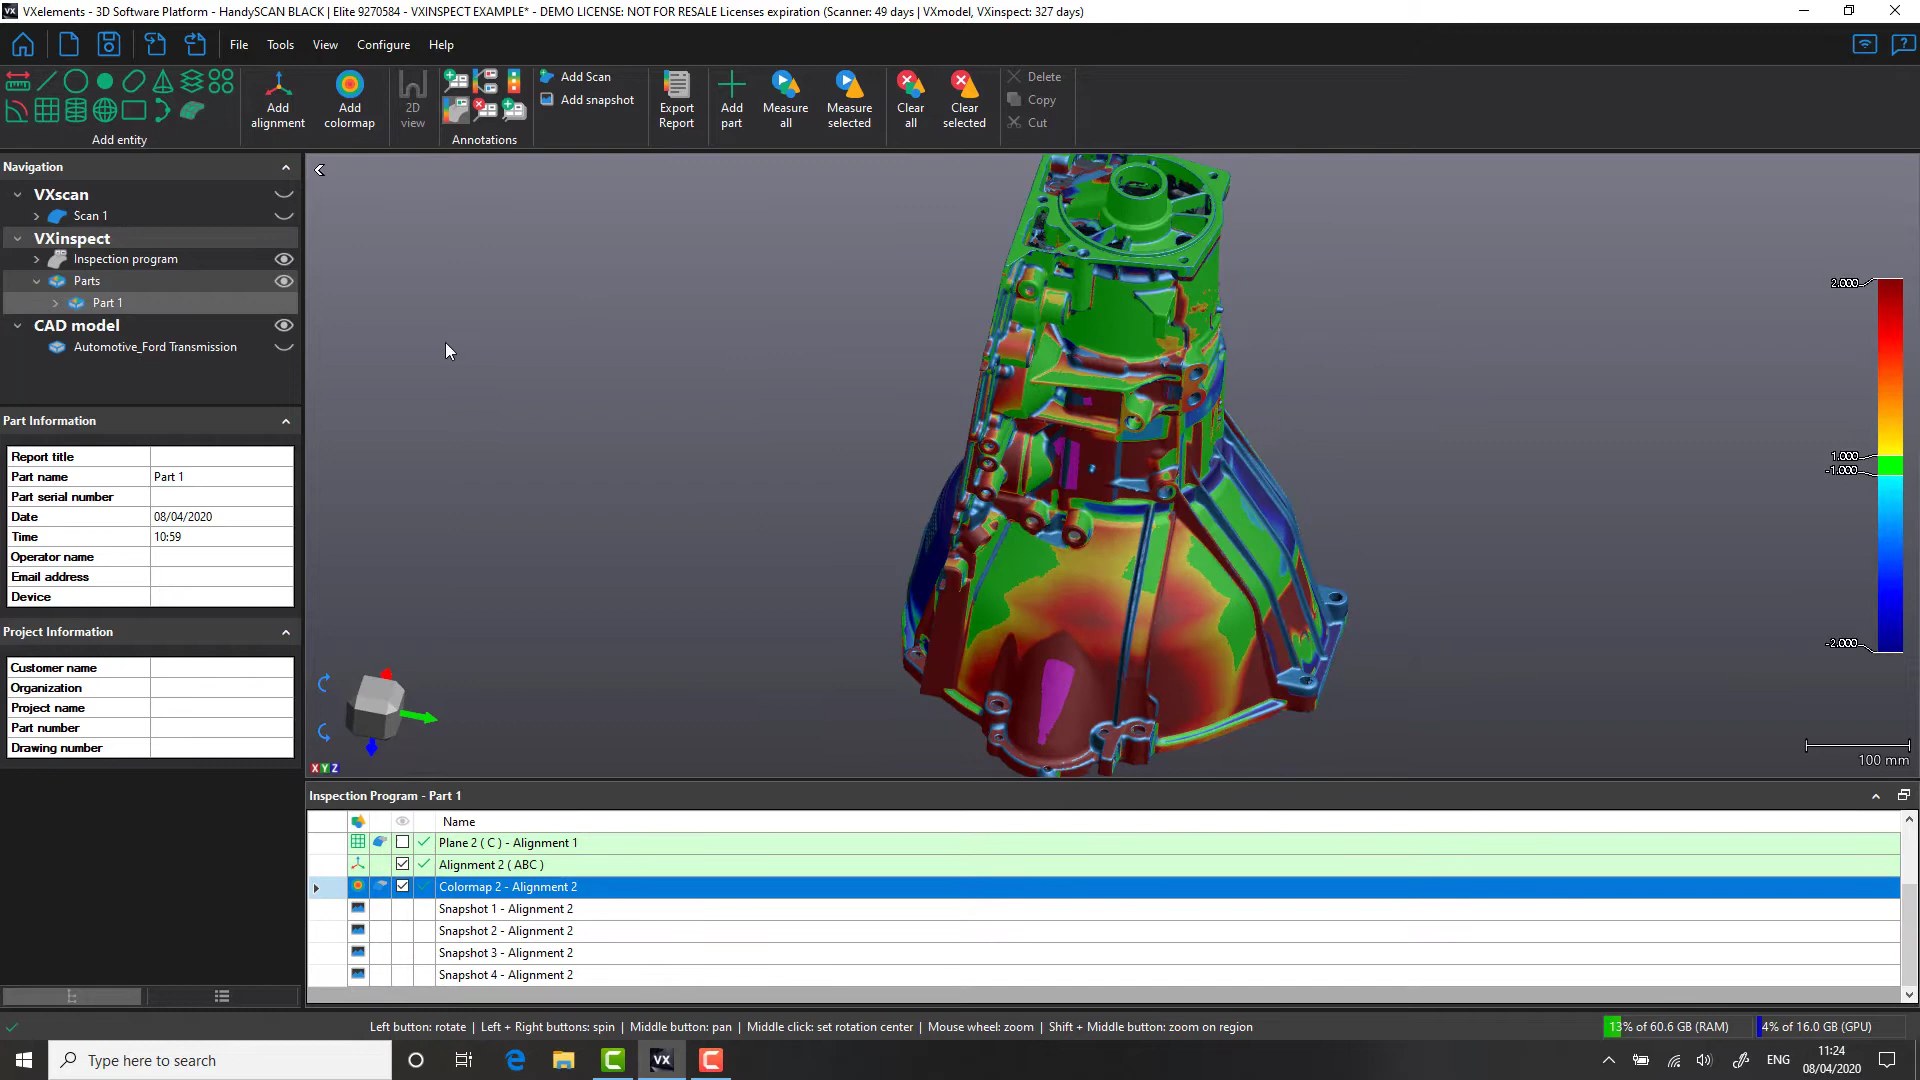 VXelements - 3D Software Platform - HandySCAN BLACK | Elite 9270584 - VXINSPECT EXAMPLE* - DEMO LICENSE: NOT FOR RESALE Licenses expiration (Scanner: 49 days | VXmodel, VXinspect: 327 days)
File Tools View Configure Help
Add alignment
Add colormap
2D view
Add Scan
Add snapshot
Export Report
Add part
Measure all
Measure selected
Clear all
Clear selected
Delete
Copy
Cut
Add entity
Annotations
Navigation
VXscan
Scan 1
VXinspect
Inspection program
Parts
Part 1
CAD model
Automotive_Ford Transmission
Part Information
Report title
Part name Part 1
Part serial number
Date 08/04/2020
Time 10:59
Operator name
Email address
Device
Project Information
Customer name
Organization
Project name
Part number
Drawing number
2.000
1.000
-1.000
-2.000
100 mm
XYZ
Inspection Program - Part 1
Name
Plane 2 ( C ) - Alignment 1
Alignment 2 ( ABC )
Colormap 2 - Alignment 2
Snapshot 1 - Alignment 2
Snapshot 2 - Alignment 2
Snapshot 3 - Alignment 2
Snapshot 4 - Alignment 2
Left button: rotate | Left + Right buttons: spin | Middle button: pan | Middle click: set rotation center | Mouse wheel: zoom | Shift + Middle button: zoom on region
13% of 60.6 GB (RAM) 4% of 16.0 GB (GPU)
Type here to search
ENG
11:24
08/04/2020